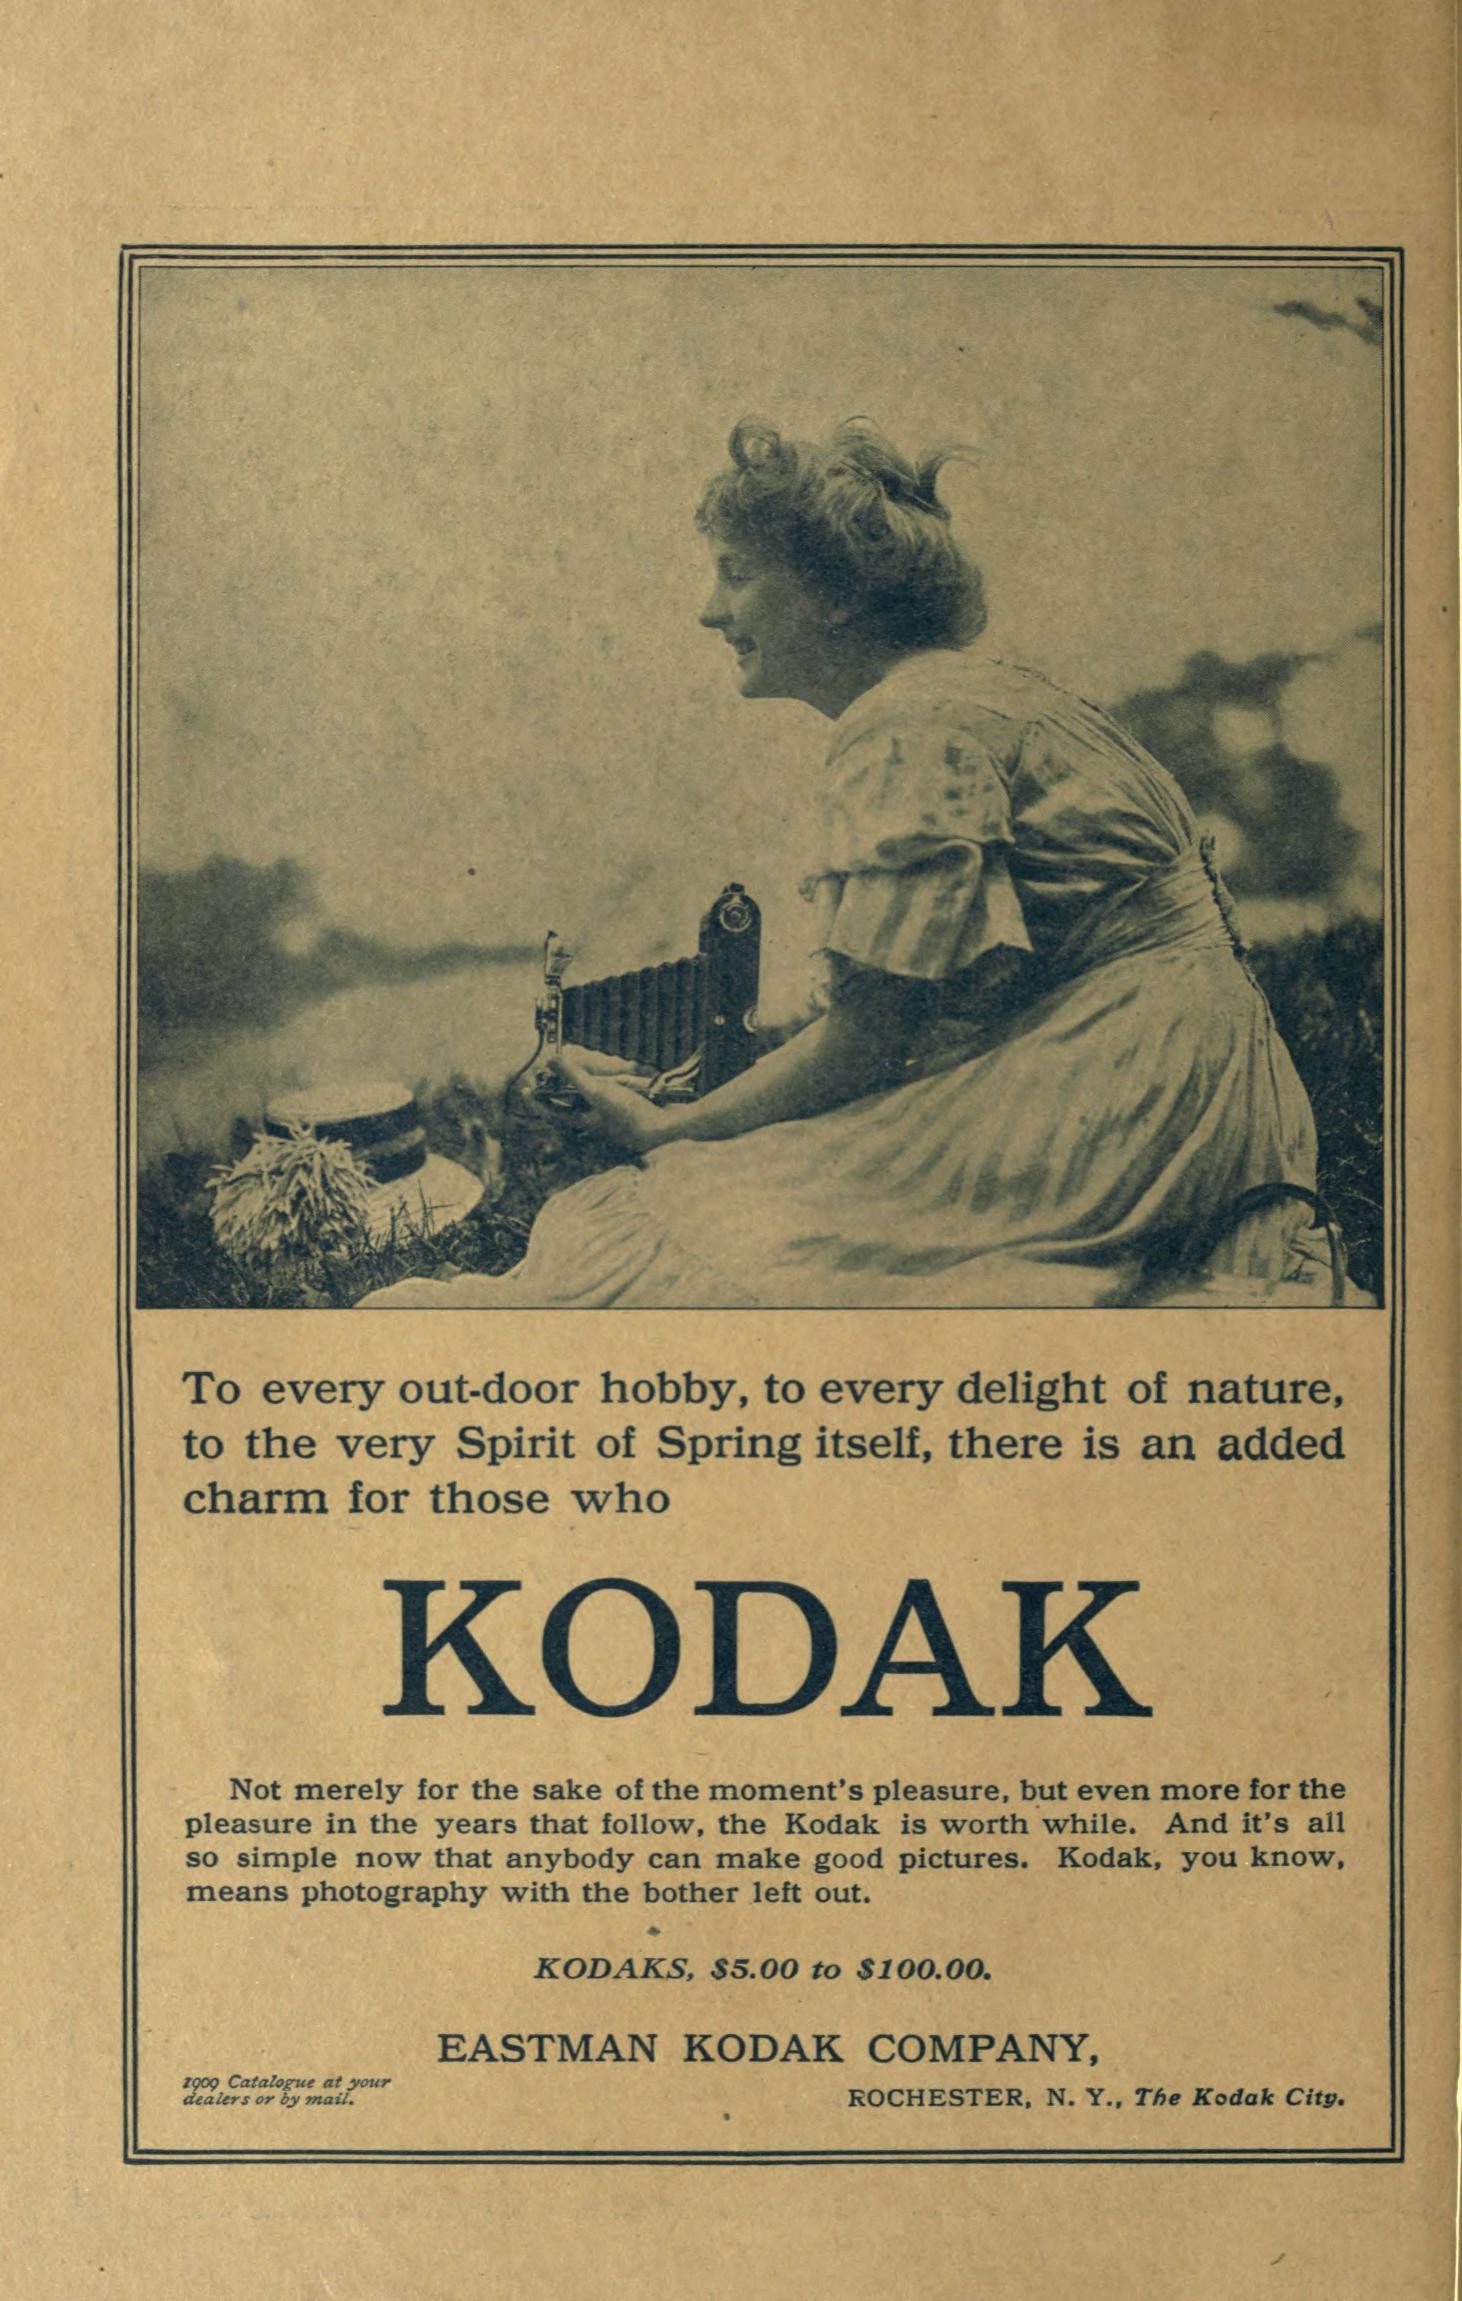 To every out-door hobby, to every delight of nature,
to the very Spirit of Spring itself, there is an added
charm for those who
KODAK
Not merely for the sake of the moment's pleasure, but even more for the
pleasure in the years that follow, the Kodak is worth while. And it's all
so simple now that anybody can make good pictures. Kodak, you know,
means photography with the bother left out.
KODAKS, $5.00 to $100.00.
EASTMAN KODAK COMPANY,
1909 Catalogue at your
dealers or by mail.
ROCHESTER, N. Y., The Kodak City.